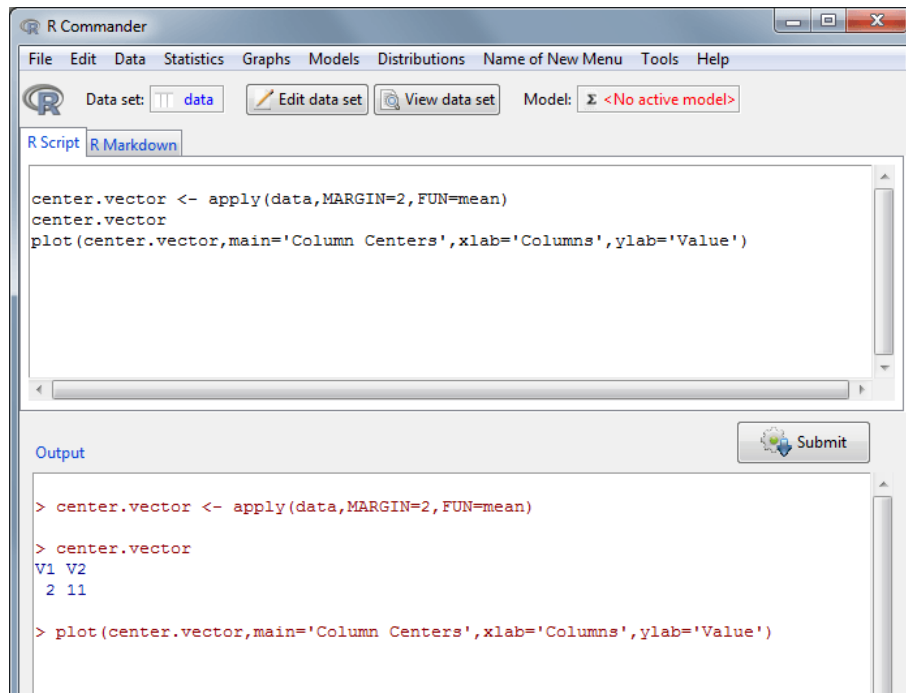 R Commander
File Edit Data Statistics Graphs Models Distributions Name of New Menu Tools Help
R Data set: data Edit data set View data set Model: Σ <No active model>
R Script R Markdown
center.vector <- apply(data,MARGIN=2,FUN=mean)
center.vector
plot(center.vector,main='Column Centers',xlab='Columns',ylab='Value')
Submit
Output
> center.vector <- apply(data,MARGIN=2,FUN=mean)
> center.vector
V1 V2
 2 11
> plot(center.vector,main='Column Centers',xlab='Columns',ylab='Value')